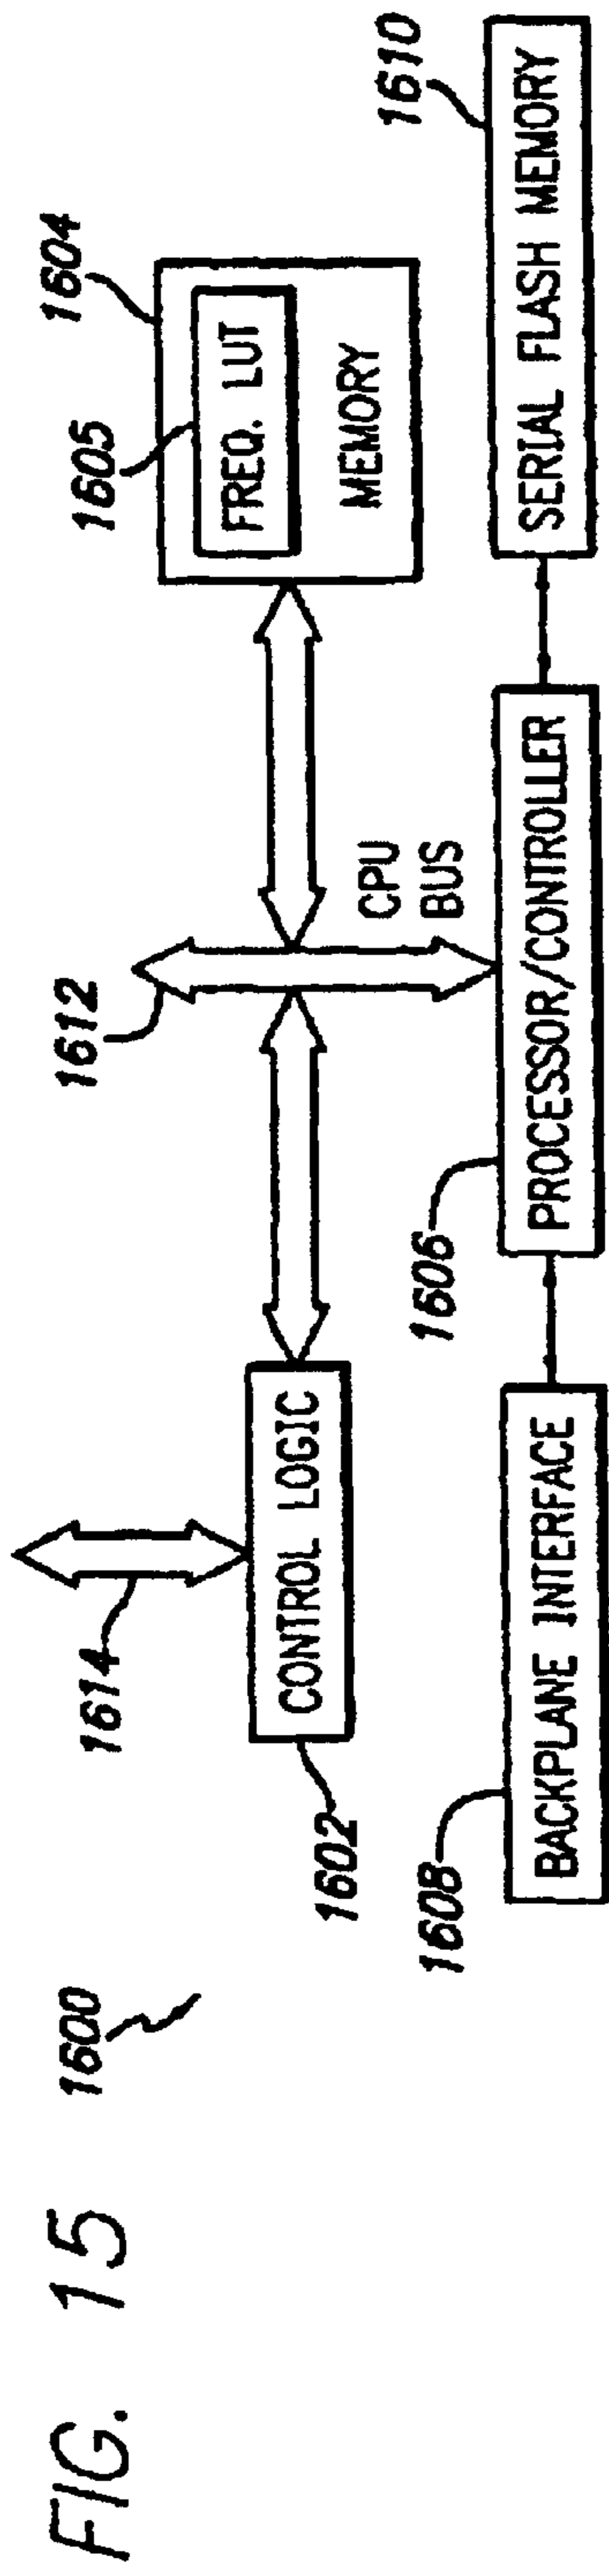 FIG. 15
1600
1614
1612
1604
1605
FREQ. LUT
MEMORY
CONTROL LOGIC
1602
CPU
BUS
1610
1608
1606
BACKPLANE INTERFACE
PROCESSOR/CONTROLLER
SERIAL FLASH MEMORY